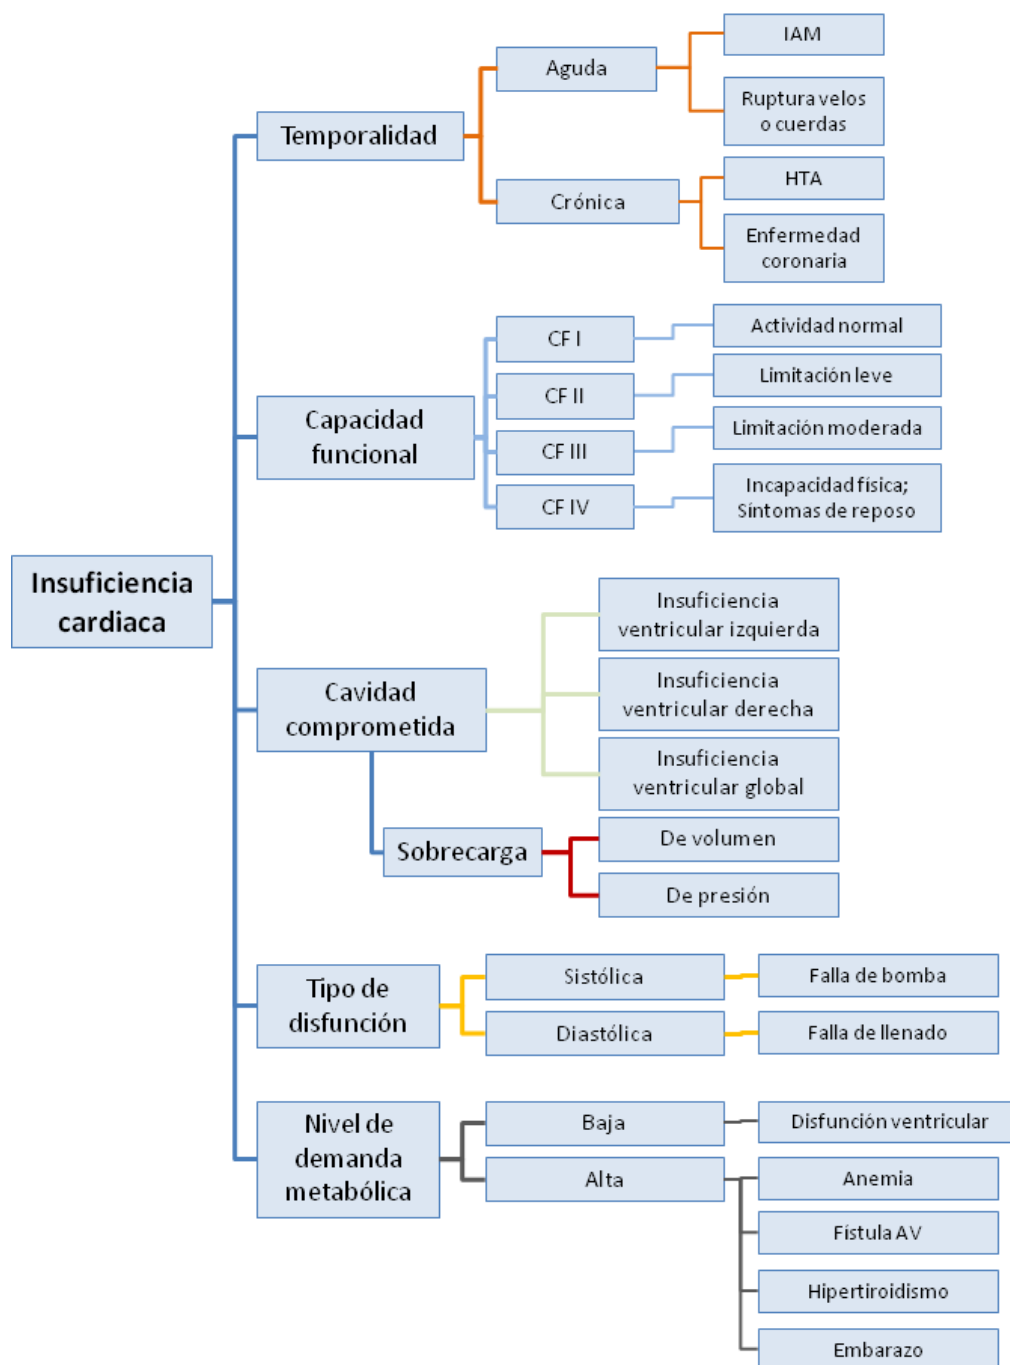 Insuficiencia
cardiaca
Temporalidad
Aguda
IAM
Ruptura velos
o cuerdas
Crónica
HTA
Enfermedad
coronaria
Capacidad
funcional
CF I
Actividad normal
CF II
Limitación leve
CF III
Limitación moderada
CF IV
Incapacidad física;
Síntomas de reposo
Cavidad
comprometida
Insuficiencia
ventricular izquierda
Insuficiencia
ventricular derecha
Insuficiencia
ventricular global
Sobrecarga
De volumen
De presión
Tipo de
disfunción
Sistólica
Falla de bomba
Diastólica
Falla de llenado
Nivel de
demanda
metabólica
Baja
Disfunción ventricular
Alta
Anemia
Fístula AV
Hipertiroidismo
Embarazo